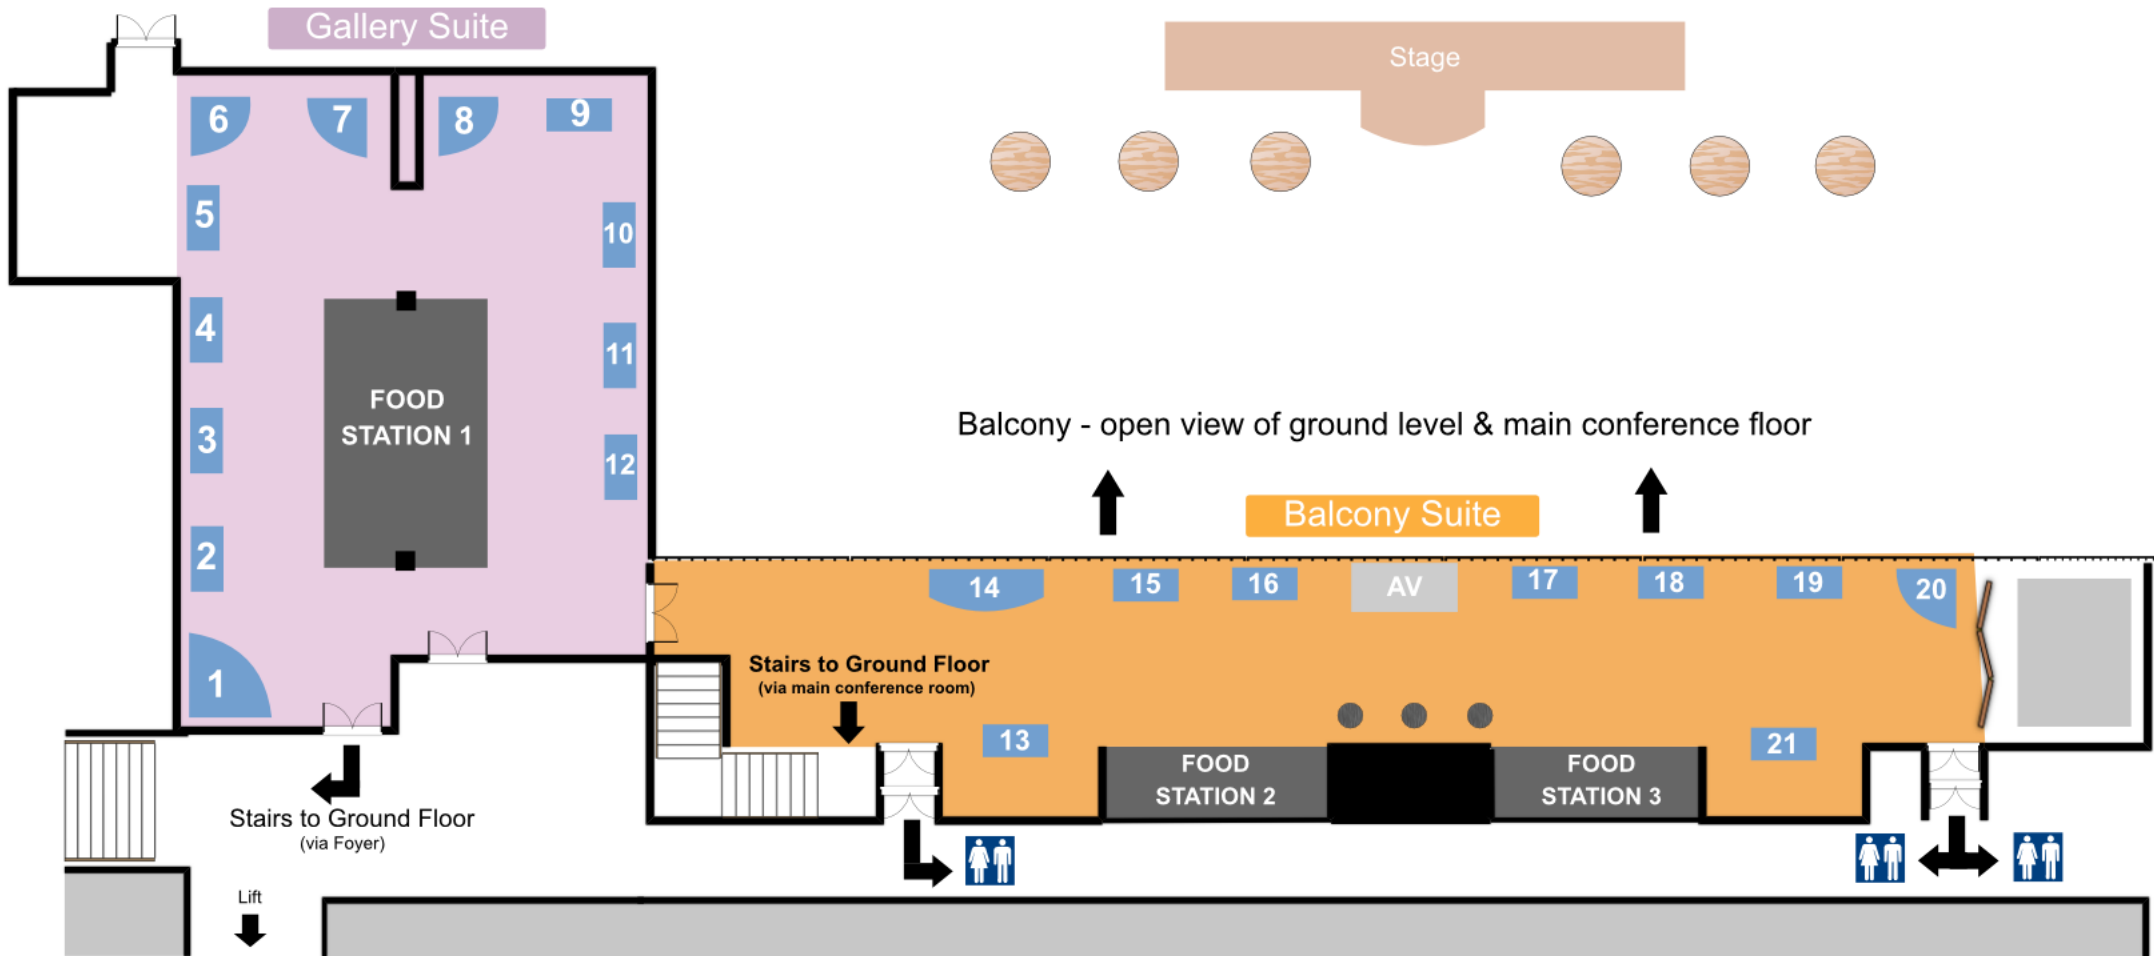 Gallery Suite
Stage
6
7
8
9
5
10
4
11
FOOD
STATION 1
3
12
2
1
Balcony - open view of ground level & main conference floor
Balcony Suite
14
15
16
AV
17
18
19
20
Stairs to Ground Floor
(via main conference room)
13
21
FOOD
STATION 2
FOOD
STATION 3
Stairs to Ground Floor
(via Foyer)
Lift